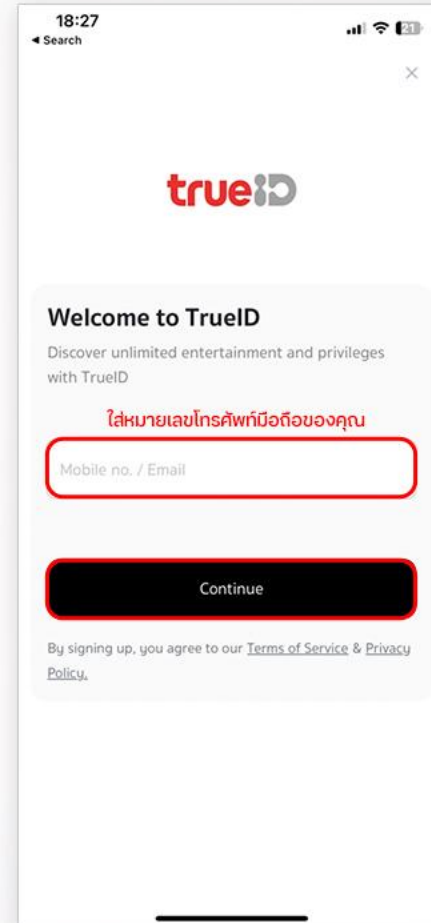 18:27
◄ Search
21
trueID
Welcome to TrueID
Discover unlimited entertainment and privileges
with TrueID
ใส่หมายเลขโทรศัพท์มือถือของคุณ
Mobile no. / Email
Continue
By signing up, you agree to our Terms of Service & Privacy
Policy.